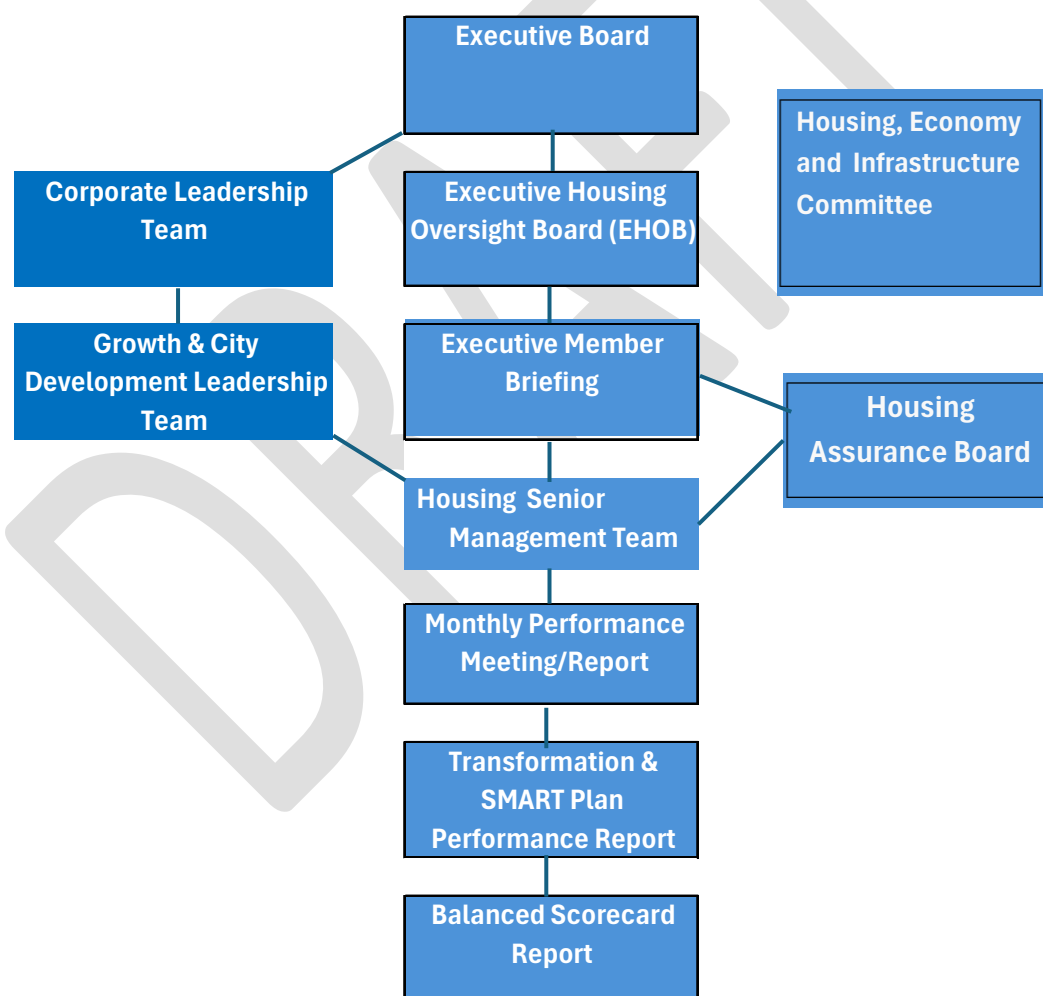 Executive Board
Housing, Economy
and Infrastructure
Committee
Corporate Leadership
Team
Executive Housing
Oversight Board (EHOB)
Growth & City
Development Leadership
Team
Executive Member
Briefing
Housing
Assurance Board
Housing Senior
Management Team
Monthly Performance
Meeting/Report
Transformation &
SMART Plan
Performance Report
Balanced Scorecard
Report
DRAFT